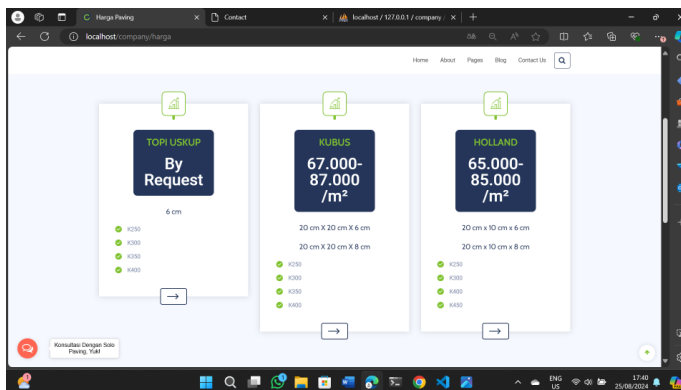 Harga Paving
Contact
localhost / 127.0.0.1 / company /
localhost/company/harga
Home About Pages Blog Contact Us
TOPI USKUP
By
Request
6 cm
K250
K300
K350
K400
KUBUS
67.000-
87.000
/m²
20 cm X 20 cm X 6 cm
20 cm X 20 cm X 8 cm
K250
K300
K350
K400
HOLLAND
65.000-
85.000
/m²
20 cm x 10 cm x 6 cm
20 cm x 10 cm x 8 cm
K250
K300
K400
K450
Konsultasi Dengan Solo
Paving, Yuk!
ENG
US
17:40
25/08/2024